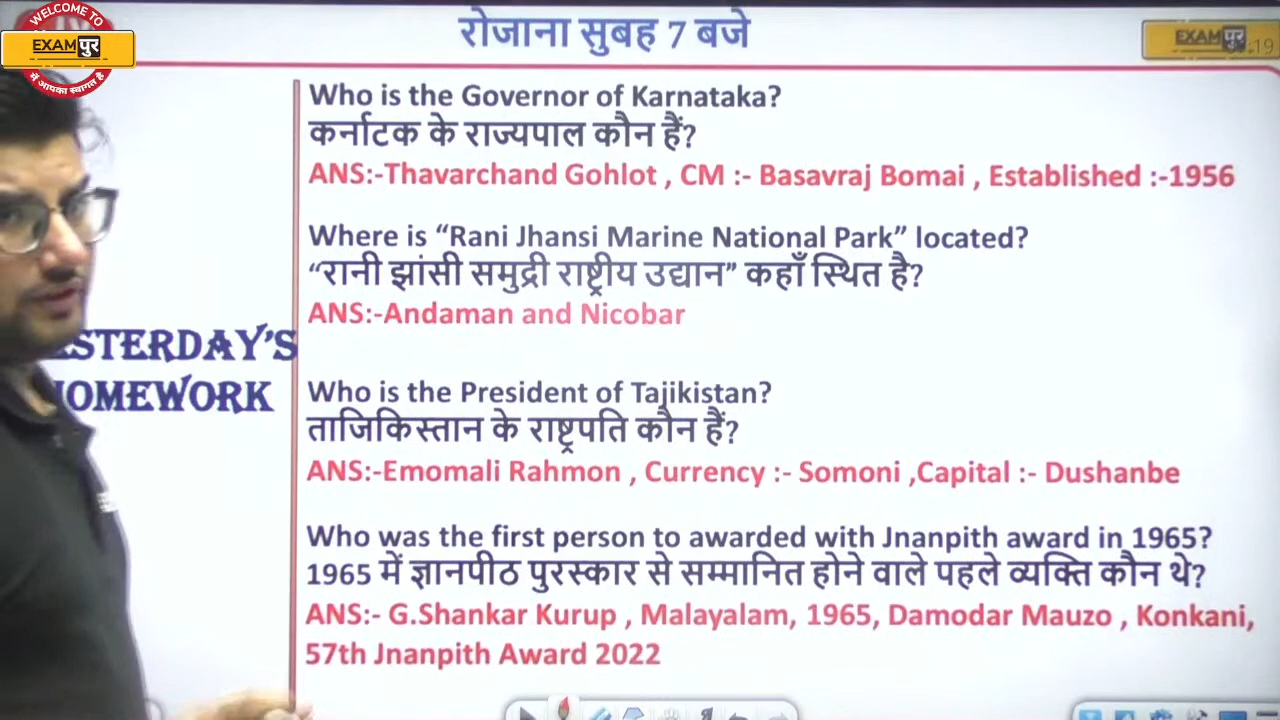 WELCOME TO
EXAMपुर
में आपका स्वागत है
रोजाना सुबह 7 बजे
EXAMपुर
:19
Who is the Governor of Karnataka?
कर्नाटक के राज्यपाल कौन हैं?
ANS:-Thavarchand Gohlot , CM :- Basavraj Bomai , Established :-1956
Where is “Rani Jhansi Marine National Park” located?
“रानी झांसी समुद्री राष्ट्रीय उद्यान” कहाँ स्थित है?
ANS:-Andaman and Nicobar
ESTERDAY’S
OMEWORK
Who is the President of Tajikistan?
ताजिकिस्तान के राष्ट्रपति कौन हैं?
ANS:-Emomali Rahmon , Currency :- Somoni ,Capital :- Dushanbe
Who was the first person to awarded with Jnanpith award in 1965?
1965 में ज्ञानपीठ पुरस्कार से सम्मानित होने वाले पहले व्यक्ति कौन थे?
ANS:- G.Shankar Kurup , Malayalam, 1965, Damodar Mauzo , Konkani,
57th Jnanpith Award 2022